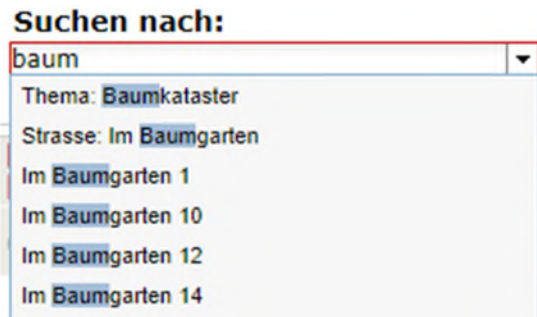 Suchen nach:
baum
Thema: Baumkataster
Strasse: Im Baumgarten
Im Baumgarten 1
Im Baumgarten 10
Im Baumgarten 12
Im Baumgarten 14